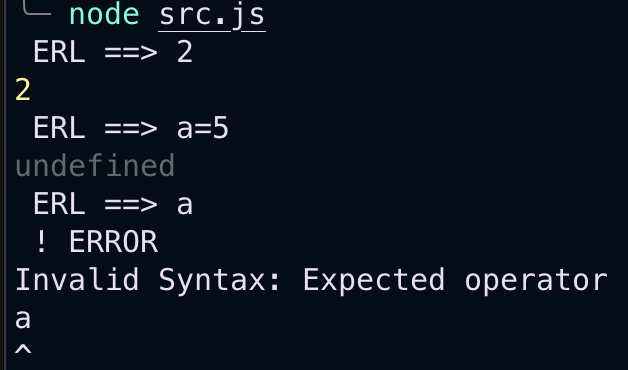 node src.js
ERL ==> 2
2
ERL ==> a=5
undefined
ERL ==> a
! ERROR
Invalid Syntax: Expected operator
a
^